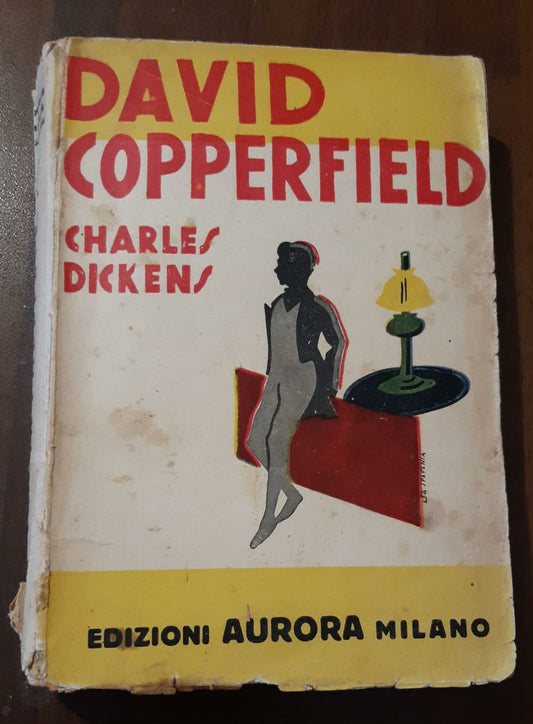 DAVID
COPPERFIELD
CHARLES
DICKENS
EDIZIONI AURORA MILANO